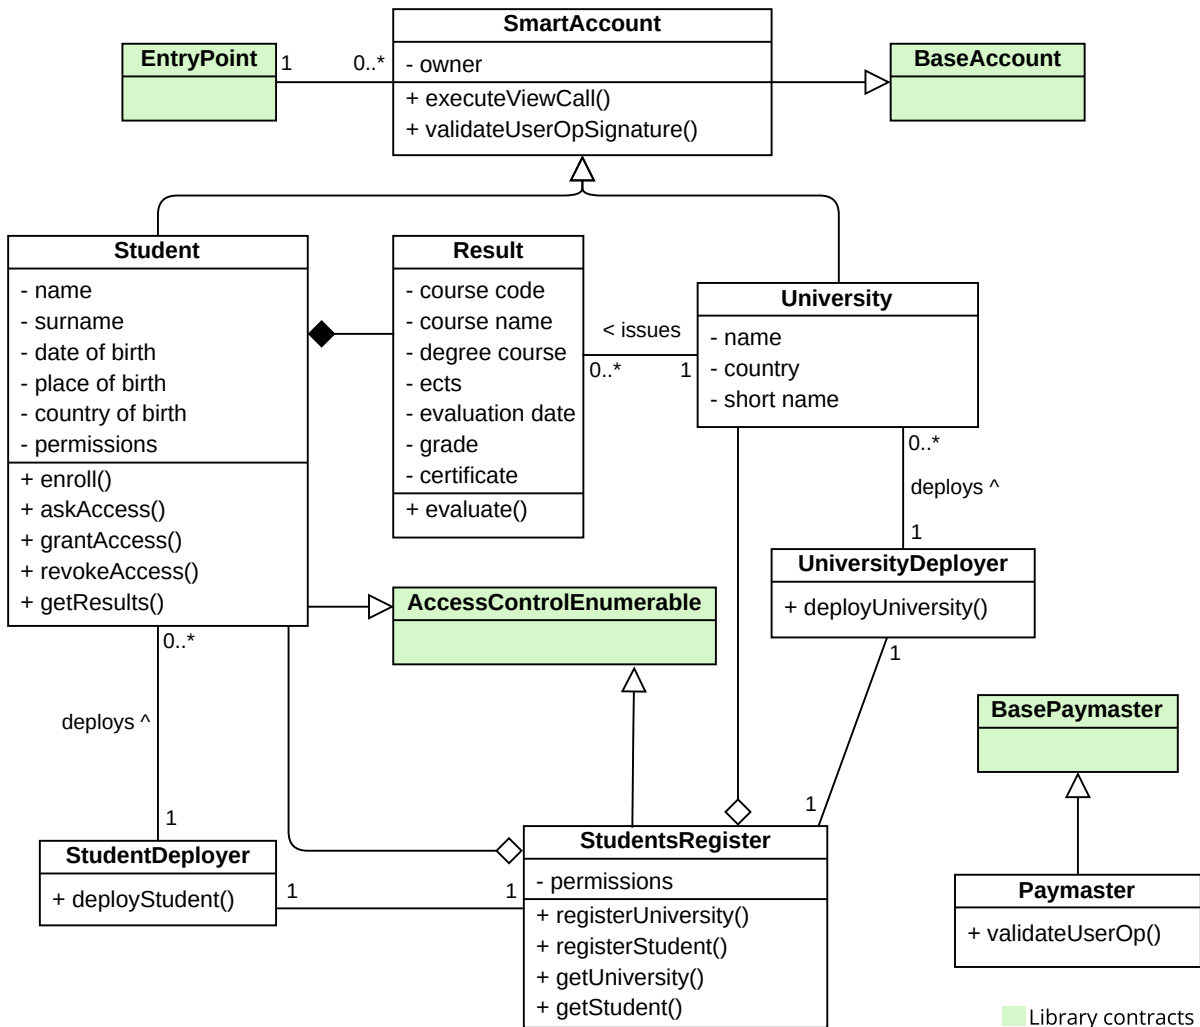 SmartAccount
- owner
+ executeViewCall()
+ validateUserOpSignature()
EntryPoint
1
0..*
BaseAccount
Student
- name
- surname
- date of birth
- place of birth
- country of birth
- permissions
+ enroll()
+ askAccess()
+ grantAccess()
+ revokeAccess()
+ getResults()
Result
- course code
- course name
- degree course
- ects
- evaluation date
- grade
- certificate
+ evaluate()
< issues
0..*
1
University
- name
- country
- short name
0..*
deploys ^
1
UniversityDeployer
+ deployUniversity()
1
AccessControlEnumerable
0..*
deploys ^
1
BasePaymaster
1
StudentDeployer
+ deployStudent()
1
1
StudentsRegister
- permissions
+ registerUniversity()
+ registerStudent()
+ getUniversity()
+ getStudent()
Paymaster
+ validateUserOp()
Library contracts